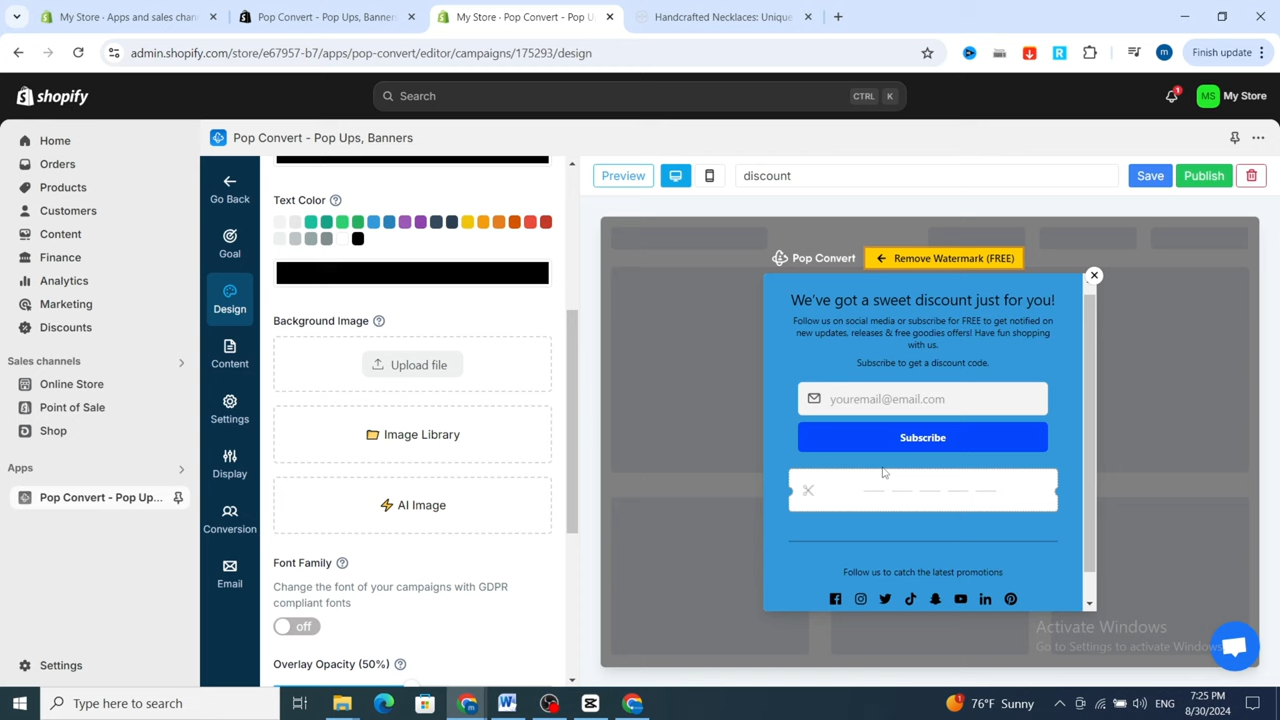 My Store · Apps and sales chan
Pop Convert - Pop Ups, Banners
My Store · Pop Convert - Pop U
Handcrafted Necklaces: Unique
admin.shopify.com/store/e67957-b7/apps/pop-convert/editor/campaigns/175293/design
m
Finish update
shopify
Search
CTRL
K
1
MS
My Store
Home
Orders
Products
Customers
Content
Finance
Analytics
Marketing
Discounts
Sales channels
Online Store
Point of Sale
Shop
Apps
Pop Convert - Pop Up...
Settings
Pop Convert - Pop Ups, Banners
Go Back
Goal
Design
Content
Settings
Display
Conversion
Email
Text Color
Background Image
Upload file
Image Library
AI Image
Font Family
Change the font of your campaigns with GDPR
compliant fonts
off
Overlay Opacity (50%)
Preview
discount
Save
Publish
Pop Convert
Remove Watermark (FREE)
We've got a sweet discount just for you!
Follow us on social media or subscribe for FREE to get notified on
new updates, releases & free goodies offers! Have fun shopping
with us.
Subscribe to get a discount code.
youremail@email.com
Subscribe
Follow us to catch the latest promotions
Activate Windows
Go to Settings to activate Windows
Type here to search
76°F Sunny
ENG
7:25 PM
8/30/2024